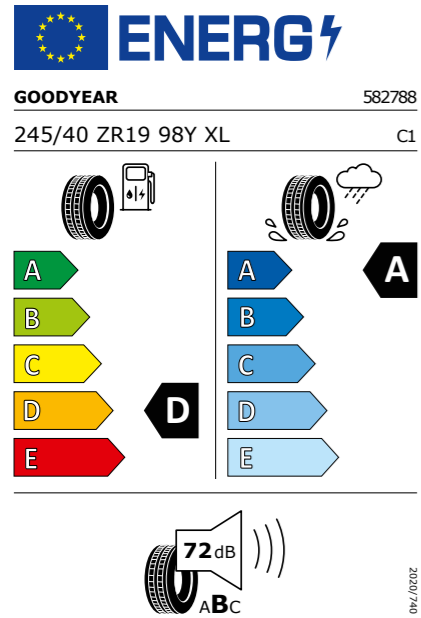 ENERG
GOODYEAR 582788
245/40 ZR19 98Y XL C1
A A A
B B
C C
D D D
E E
72 dB
ABC
2020/740